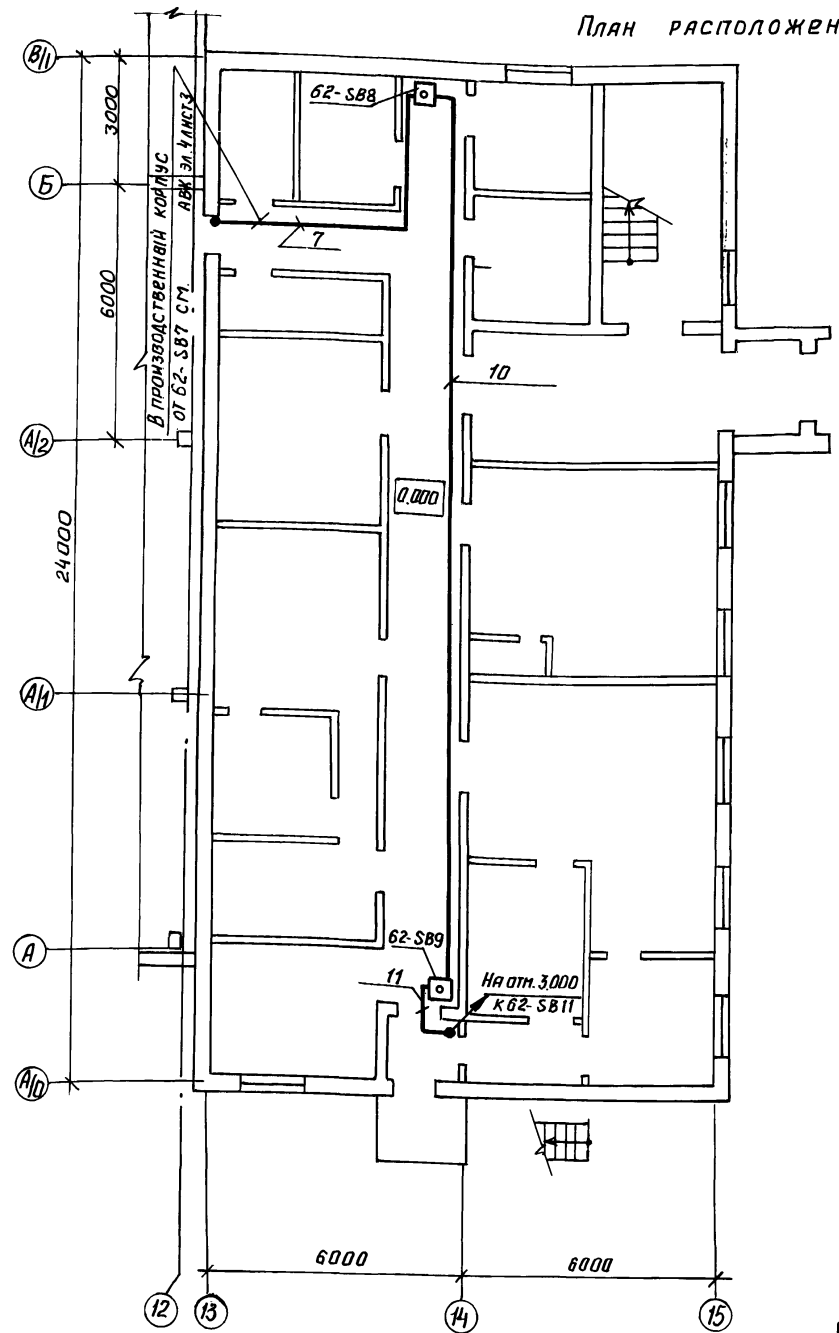 План расположен
В/1
62-SB8
3000
В производственный корпус
от 62-SB7 см. АВК эл. 4 лист 3
Б
7
6000
10
А/2
0.000
24000
А/1
62-SB9
А
11
На отм. 3,000
к 62-SB11
А/0
6000
6000
12
13
14
15